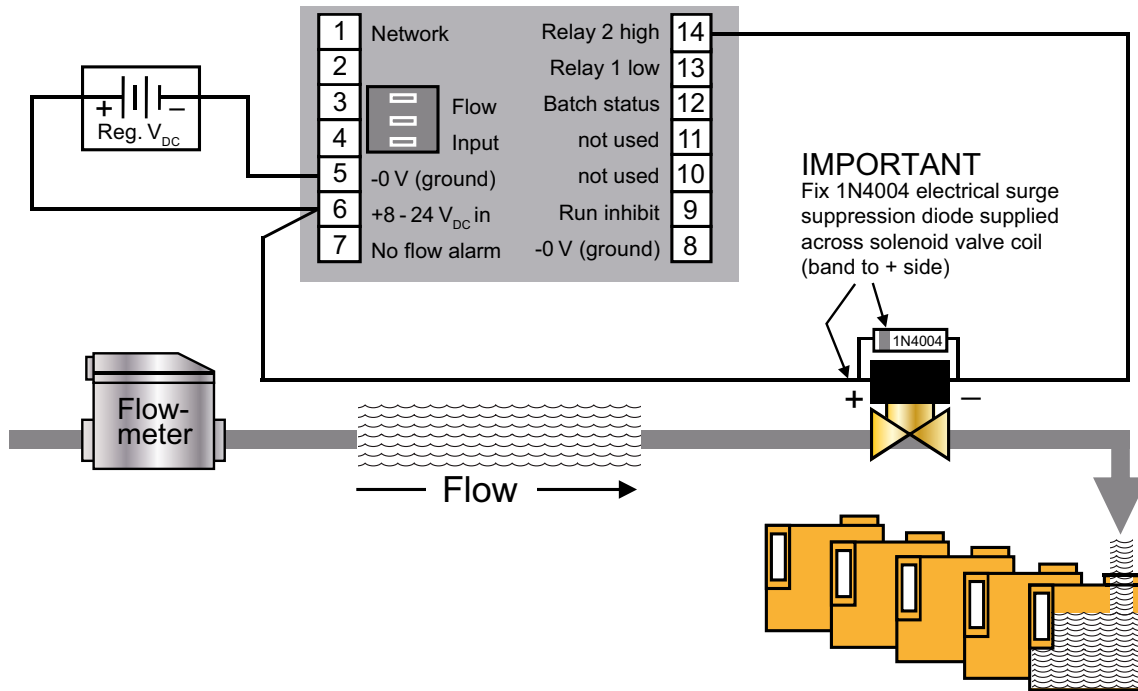 1 Network
2
3 Flow
4 Input
5 -0 V (ground)
6 +8 - 24 VDC in
7 No flow alarm
Relay 2 high 14
Relay 1 low 13
Batch status 12
not used 11
not used 10
Run inhibit 9
-0 V (ground) 8
+ –
Reg. VDC
IMPORTANT
Fix 1N4004 electrical surge
suppression diode supplied
across solenoid valve coil
(band to + side)
1N4004
+ –
Flow-
meter
Flow